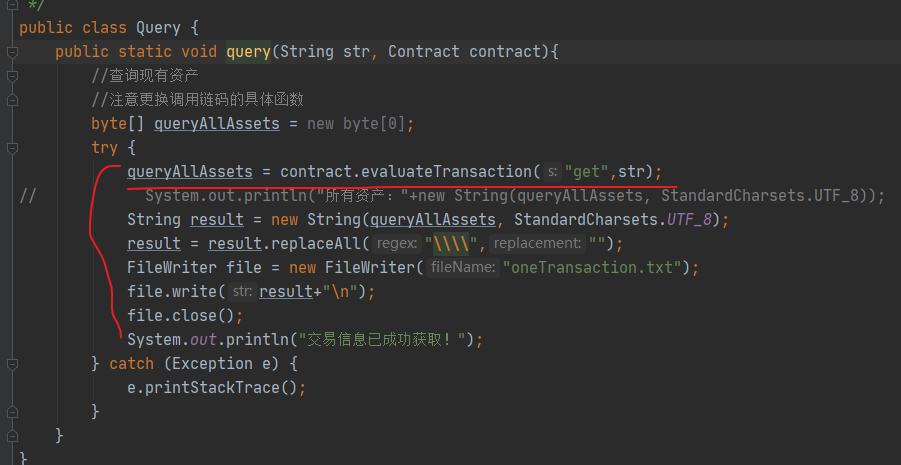 */
public class Query {
public static void query(String str, Contract contract){
//查询现有资产
//注意更换调用链码的具体函数
byte[] queryAllAssets = new byte[0];
try {
queryAllAssets = contract.evaluateTransaction( s: "get",str);
// System.out.println("所有资产："+new String(queryAllAssets, StandardCharsets.UTF_8));
String result = new String(queryAllAssets, StandardCharsets.UTF_8);
result = result.replaceAll( regex: "\\\\", replacement: "");
FileWriter file = new FileWriter( fileName: "oneTransaction.txt");
file.write( str: result+"\n");
file.close();
System.out.println("交易信息已成功获取！");
} catch (Exception e) {
e.printStackTrace();
}
}
}